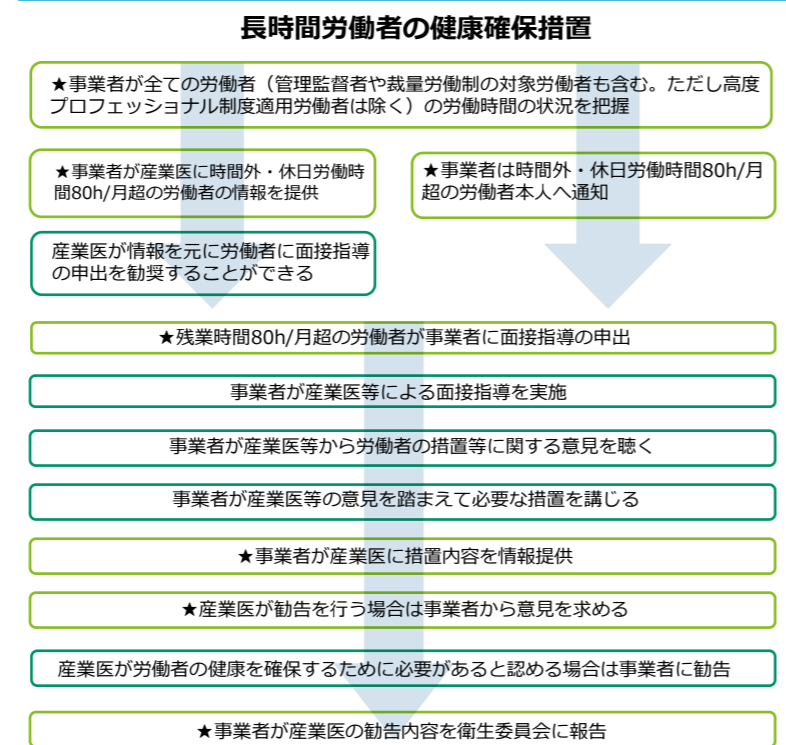 長時間労働者の健康確保措置
★事業者が全ての労働者（管理監督者や裁量労働制の対象労働者も含む。ただし高度
プロフェッショナル制度適用労働者は除く）の労働時間の状況を把握
★事業者が産業医に時間外・休日労働時
間80h/月超の労働者の情報を提供
★事業者は時間外・休日労働時間80h/月
超の労働者本人へ通知
産業医が情報を元に労働者に面接指導
の申出を勧奨することができる
★残業時間80h/月超の労働者が事業者に面接指導の申出
事業者が産業医等による面接指導を実施
事業者が産業医等から労働者の措置等に関する意見を聴く
事業者が産業医等の意見を踏まえて必要な措置を講じる
★事業者が産業医に措置内容を情報提供
★産業医が勧告を行う場合は事業者から意見を求める
産業医が労働者の健康を確保するために必要があると認める場合は事業者に勧告
★事業者が産業医の勧告内容を衛生委員会に報告